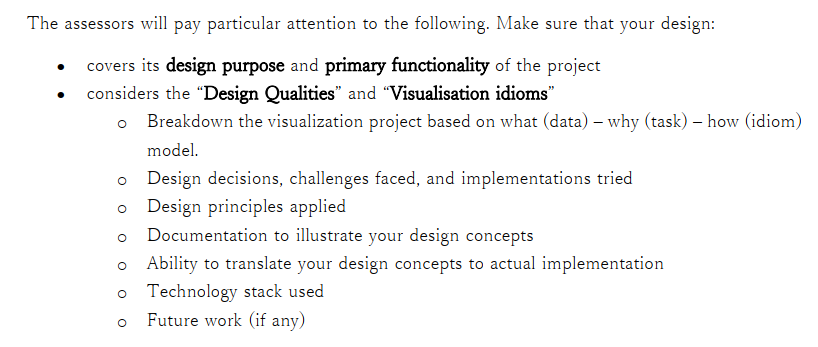 The assessors will pay particular attention to the following. Make sure that your design:
• covers its design purpose and primary functionality of the project
• considers the “Design Qualities” and “Visualisation idioms”
o Breakdown the visualization project based on what (data) – why (task) – how (idiom)
model.
o Design decisions, challenges faced, and implementations tried
o Design principles applied
o Documentation to illustrate your design concepts
o Ability to translate your design concepts to actual implementation
o Technology stack used
o Future work (if any)